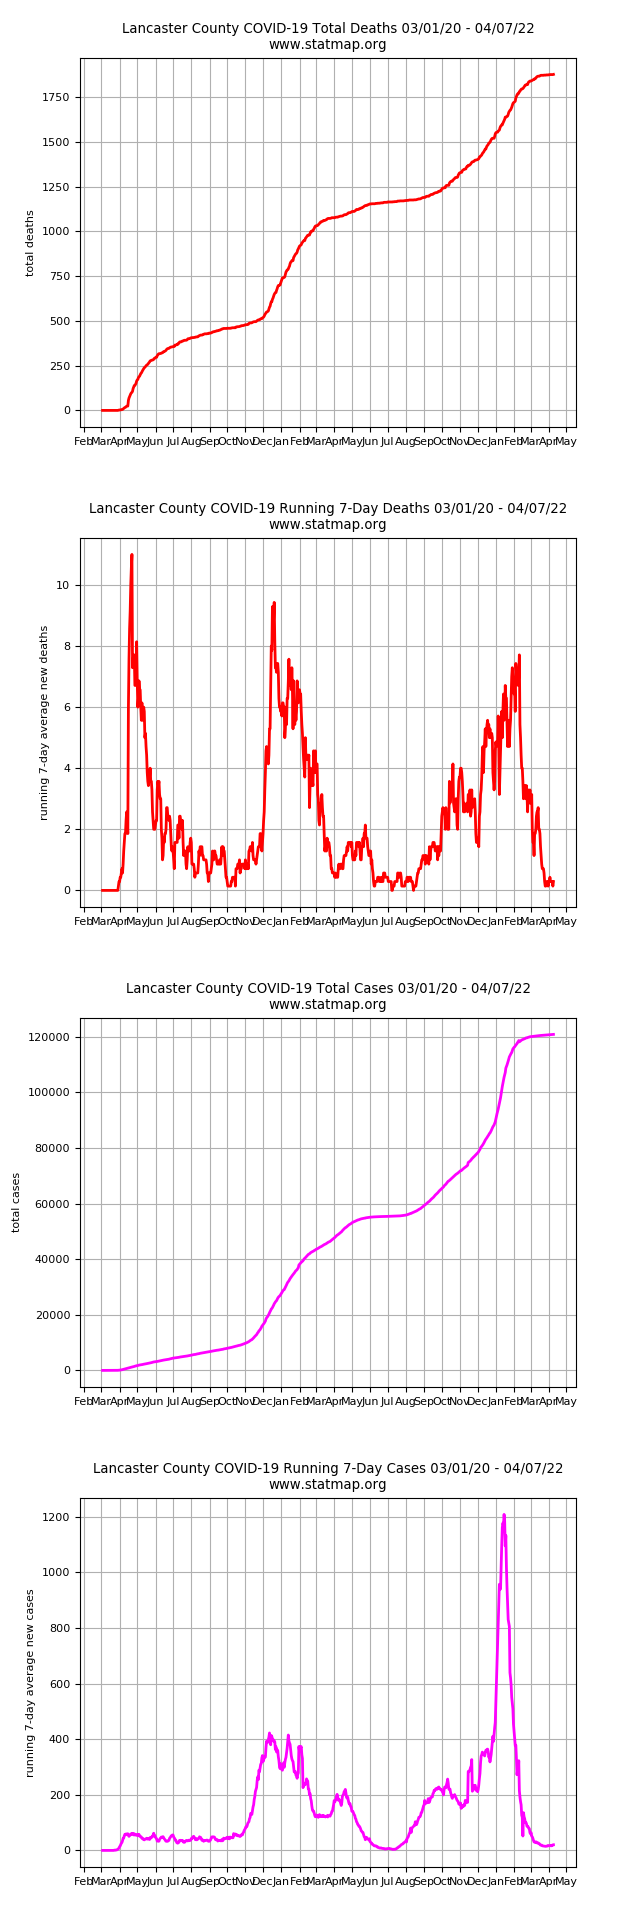 Lancaster County COVID-19 Total Deaths 03/01/20 - 04/07/22
www.statmap.org
total deaths
1750
1500
1250
1000
750
500
250
0
Feb Mar Apr May Jun Jul Aug Sep Oct Nov Dec Jan Feb Mar Apr May Jun Jul Aug Sep Oct Nov Dec Jan Feb Mar Apr May
Lancaster County COVID-19 Running 7-Day Deaths 03/01/20 - 04/07/22
www.statmap.org
running 7-day average new deaths
10
8
6
4
2
0
Feb Mar Apr May Jun Jul Aug Sep Oct Nov Dec Jan Feb Mar Apr May Jun Jul Aug Sep Oct Nov Dec Jan Feb Mar Apr May
Lancaster County COVID-19 Total Cases 03/01/20 - 04/07/22
www.statmap.org
total cases
120000
100000
80000
60000
40000
20000
0
Feb Mar Apr May Jun Jul Aug Sep Oct Nov Dec Jan Feb Mar Apr May Jun Jul Aug Sep Oct Nov Dec Jan Feb Mar Apr May
Lancaster County COVID-19 Running 7-Day Cases 03/01/20 - 04/07/22
www.statmap.org
running 7-day average new cases
1200
1000
800
600
400
200
0
Feb Mar Apr May Jun Jul Aug Sep Oct Nov Dec Jan Feb Mar Apr May Jun Jul Aug Sep Oct Nov Dec Jan Feb Mar Apr May